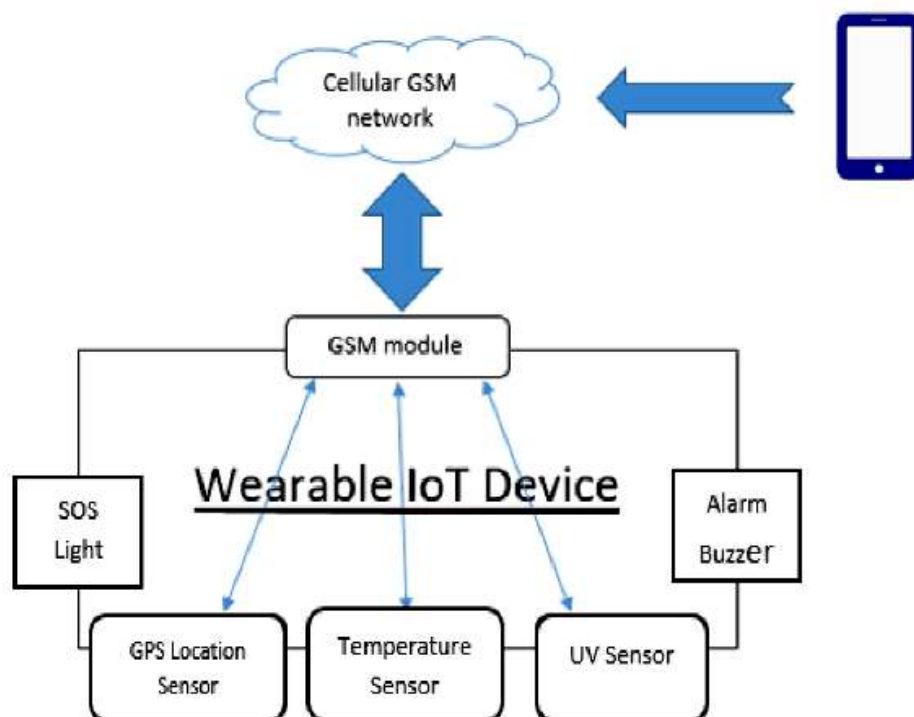 Cellular GSM
network
GSM module
Wearable IoT Device
SOS
Light
Alarm
Buzzer
GPS Location
Sensor
Temperature
Sensor
UV Sensor